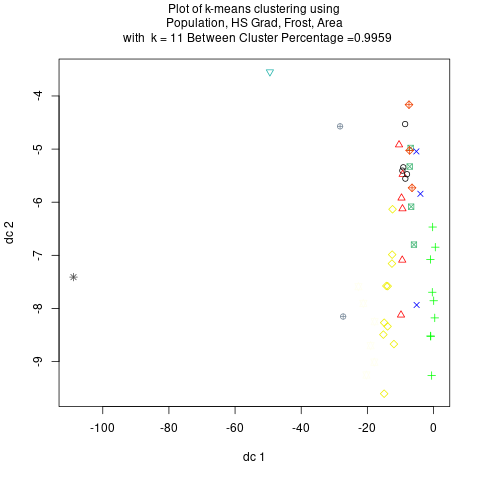 Plot of k-means clustering using
Population, HS Grad, Frost, Area
with k = 11 Between Cluster Percentage =0.9959
-4
-5
-6
-7
-8
-9
dc 2
-100
-80
-60
-40
-20
0
dc 1